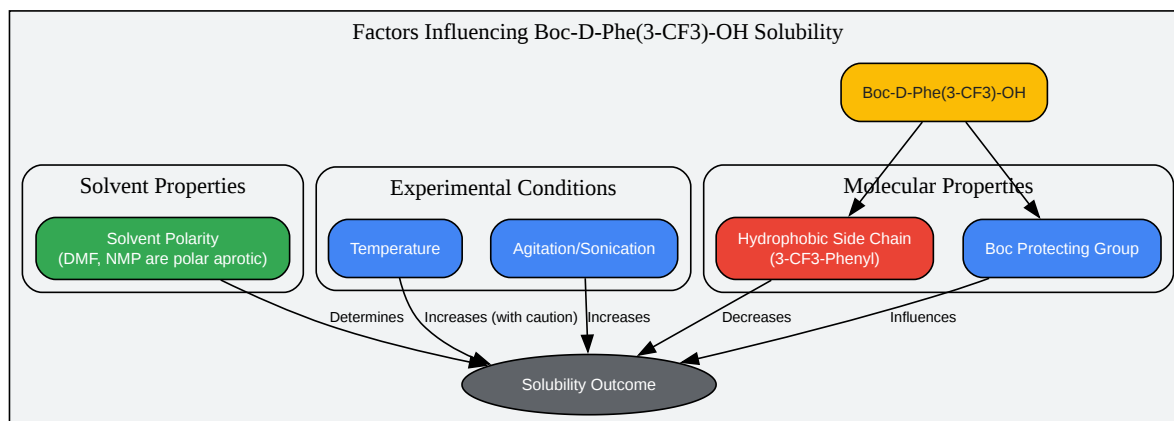 Factors Influencing Boc-D-Phe(3-CF3)-OH Solubility
Boc-D-Phe(3-CF3)-OH
Solvent Properties
Experimental Conditions
Molecular Properties
Solvent Polarity
(DMF, NMP are polar aprotic)
Temperature
Agitation/Sonication
Hydrophobic Side Chain
(3-CF3-Phenyl)
Boc Protecting Group
Determines
Increases (with caution)
Increases
Decreases
Influences
Solubility Outcome